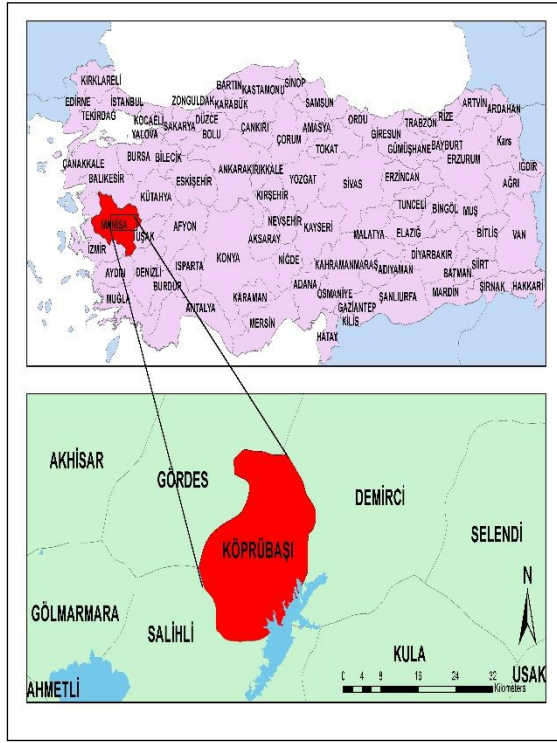 KIRKLARELİ
EDİRNE
TEKİRDAĞ
İSTANBUL
KOCAELİ
YALOVA
SAKARYA
DÜZCE
BOLU
ZONGULDAK
BARTIN
KARABÜK
KASTAMONU
SİNOP
ÇANKIRI
SAMSUN
ÇORUM
AMASYA
TOKAT
ORDU
GİRESUN
TRABZON
RİZE
ARTVİN
ARDAHAN
GÜMÜŞHANE
BAYBURT
Kars
ERZURUM
IGDIR
AĞRI
ÇANAKKALE
BALIKESİR
BURSA
BİLECİK
ESKİŞEHİR
ANKARA
KIRIKKALE
YOZGAT
SİVAS
ERZİNCAN
KÜTAHYA
KIRŞEHİR
TUNCELİ
BİNGÖL
MUŞ
MANİSA
UŞAK
AFYON
NEVŞEHİR
KAYSERİ
MALATYA
ELAZIĞ
BİTLİS
VAN
İZMİR
AKSARAY
KONYA
NİĞDE
DİYARBAKIR
AYDIN
DENİZLİ
ISPARTA
BURDUR
KAHRAMANMARAŞ
ADIYAMAN
BATMAN
SİİRT
MUĞLA
ANTALYA
KARAMAN
MERSİN
ADANA
OSMANİYE
GAZİANTEP
KİLİS
ŞANLIURFA
MARDİN
ŞIRNAK
HAKKARİ
HATAY
AKHİSAR
GÖRDES
DEMİRCİ
SELENDİ
KÖPRÜBAŞI
GÖLMARMARA
SALİHLİ
KULA
USAK
AHMETLİ
N
0 4 8 16 24 32
Kilometers